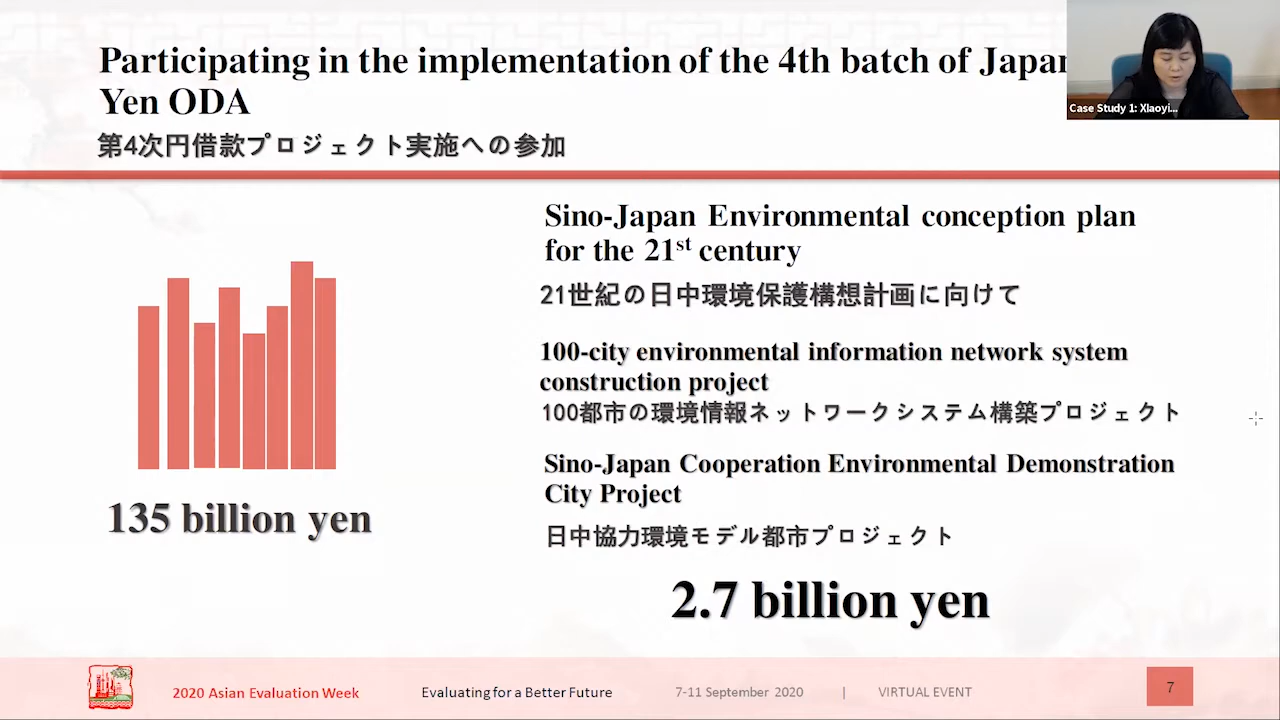 Participating in the implementation of the 4th batch of Japan
Yen ODA
第4次円借款プロジェクト実施への参加
Case Study 1: XIaoyi...
Sino-Japan Environmental conception plan
for the 21st century
21世紀の日中環境保護構想計画に向けて
100-city environmental information network system
construction project
100都市の環境情報ネットワークシステム構築プロジェクト
Sino-Japan Cooperation Environmental Demonstration
City Project
日中協力環境モデル都市プロジェクト
135 billion yen
2.7 billion yen
2020 Asian Evaluation Week
Evaluating for a Better Future
7-11 September 2020 | VIRTUAL EVENT
7